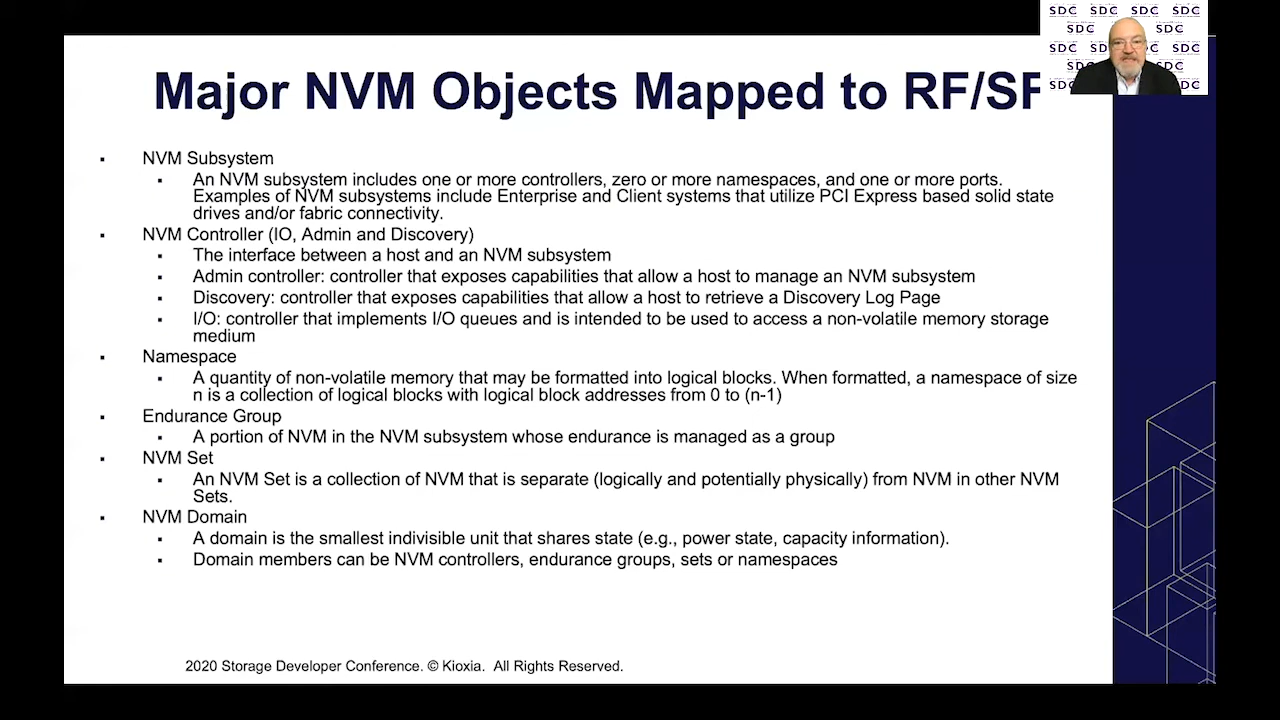 SDC SDC SDC SDC
SDC SDC
SDC SDC SDC
SDC SDC
SDC SDC
Major NVM Objects Mapped to RF/SF
▪ NVM Subsystem
▪ An NVM subsystem includes one or more controllers, zero or more namespaces, and one or more ports.
Examples of NVM subsystems include Enterprise and Client systems that utilize PCI Express based solid state
drives and/or fabric connectivity.
▪ NVM Controller (IO, Admin and Discovery)
▪ The interface between a host and an NVM subsystem
▪ Admin controller: controller that exposes capabilities that allow a host to manage an NVM subsystem
▪ Discovery: controller that exposes capabilities that allow a host to retrieve a Discovery Log Page
▪ I/O: controller that implements I/O queues and is intended to be used to access a non-volatile memory storage
medium
▪ Namespace
▪ A quantity of non-volatile memory that may be formatted into logical blocks. When formatted, a namespace of size
n is a collection of logical blocks with logical block addresses from 0 to (n-1)
▪ Endurance Group
▪ A portion of NVM in the NVM subsystem whose endurance is managed as a group
▪ NVM Set
▪ An NVM Set is a collection of NVM that is separate (logically and potentially physically) from NVM in other NVM
Sets.
▪ NVM Domain
▪ A domain is the smallest indivisible unit that shares state (e.g., power state, capacity information).
▪ Domain members can be NVM controllers, endurance groups, sets or namespaces
2020 Storage Developer Conference. © Kioxia. All Rights Reserved.